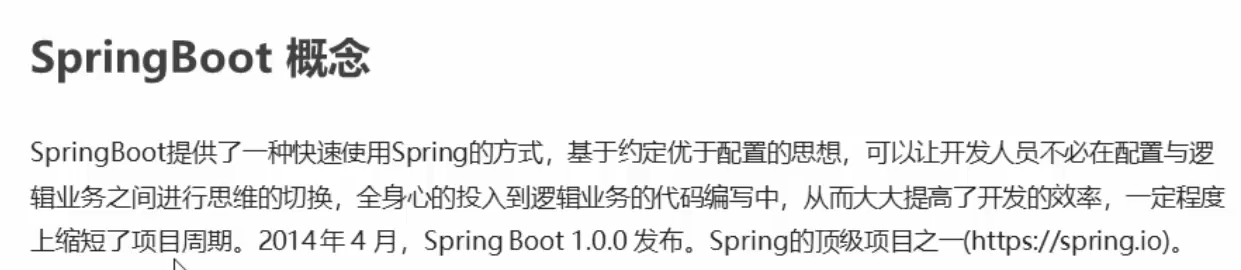 SpringBoot 概念
SpringBoot提供了一种快速使用Spring的方式，基于约定优于配置的思想，可以让开发人员不必在配置与逻
辑业务之间进行思维的切换，全身心的投入到逻辑业务的代码编写中，从而大大提高了开发的效率，一定程度
上缩短了项目周期。2014 年 4 月，Spring Boot 1.0.0 发布。Spring的顶级项目之一(https://spring.io)。